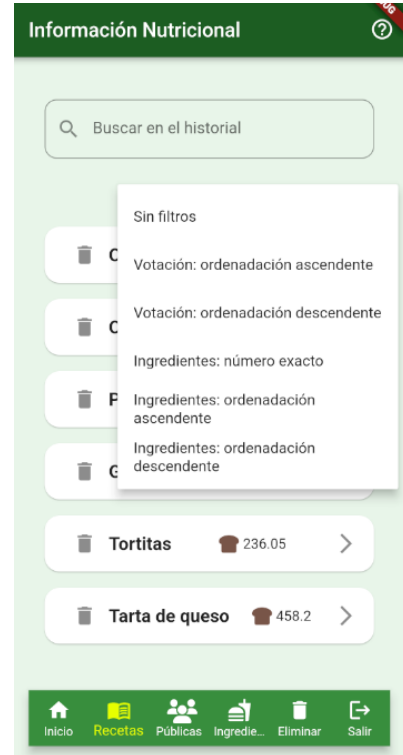 Información Nutricional
Buscar en el historial
Sin filtros
Votación: ordenadación ascendente
Votación: ordenadación descendente
Ingredientes: número exacto
Ingredientes: ordenadación
ascendente
Ingredientes: ordenadación
descendente
C
C
P
G
Tortitas 236.05
Tarta de queso 458.2
Inicio Recetas Públicas Ingredie... Eliminar Salir